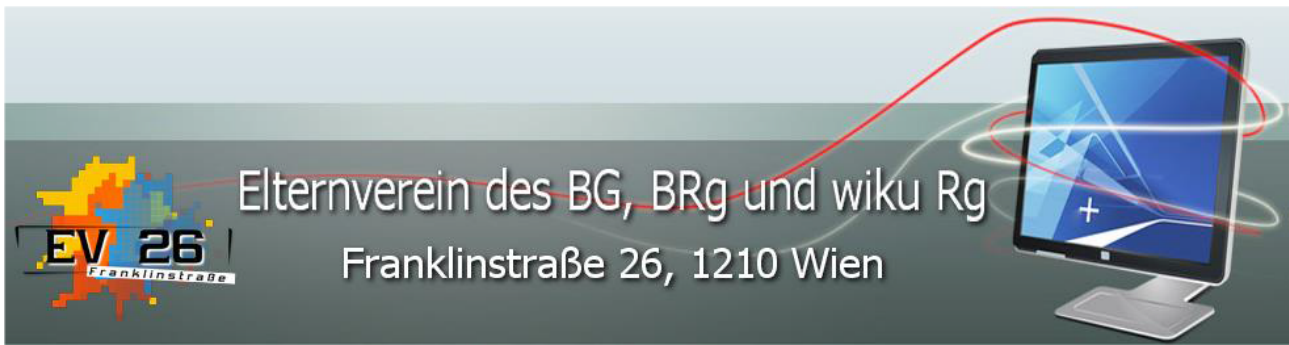 Elternverein des BG, BRg und wiku Rg
Franklinstraße 26, 1210 Wien
EV 26
Franklinstraße